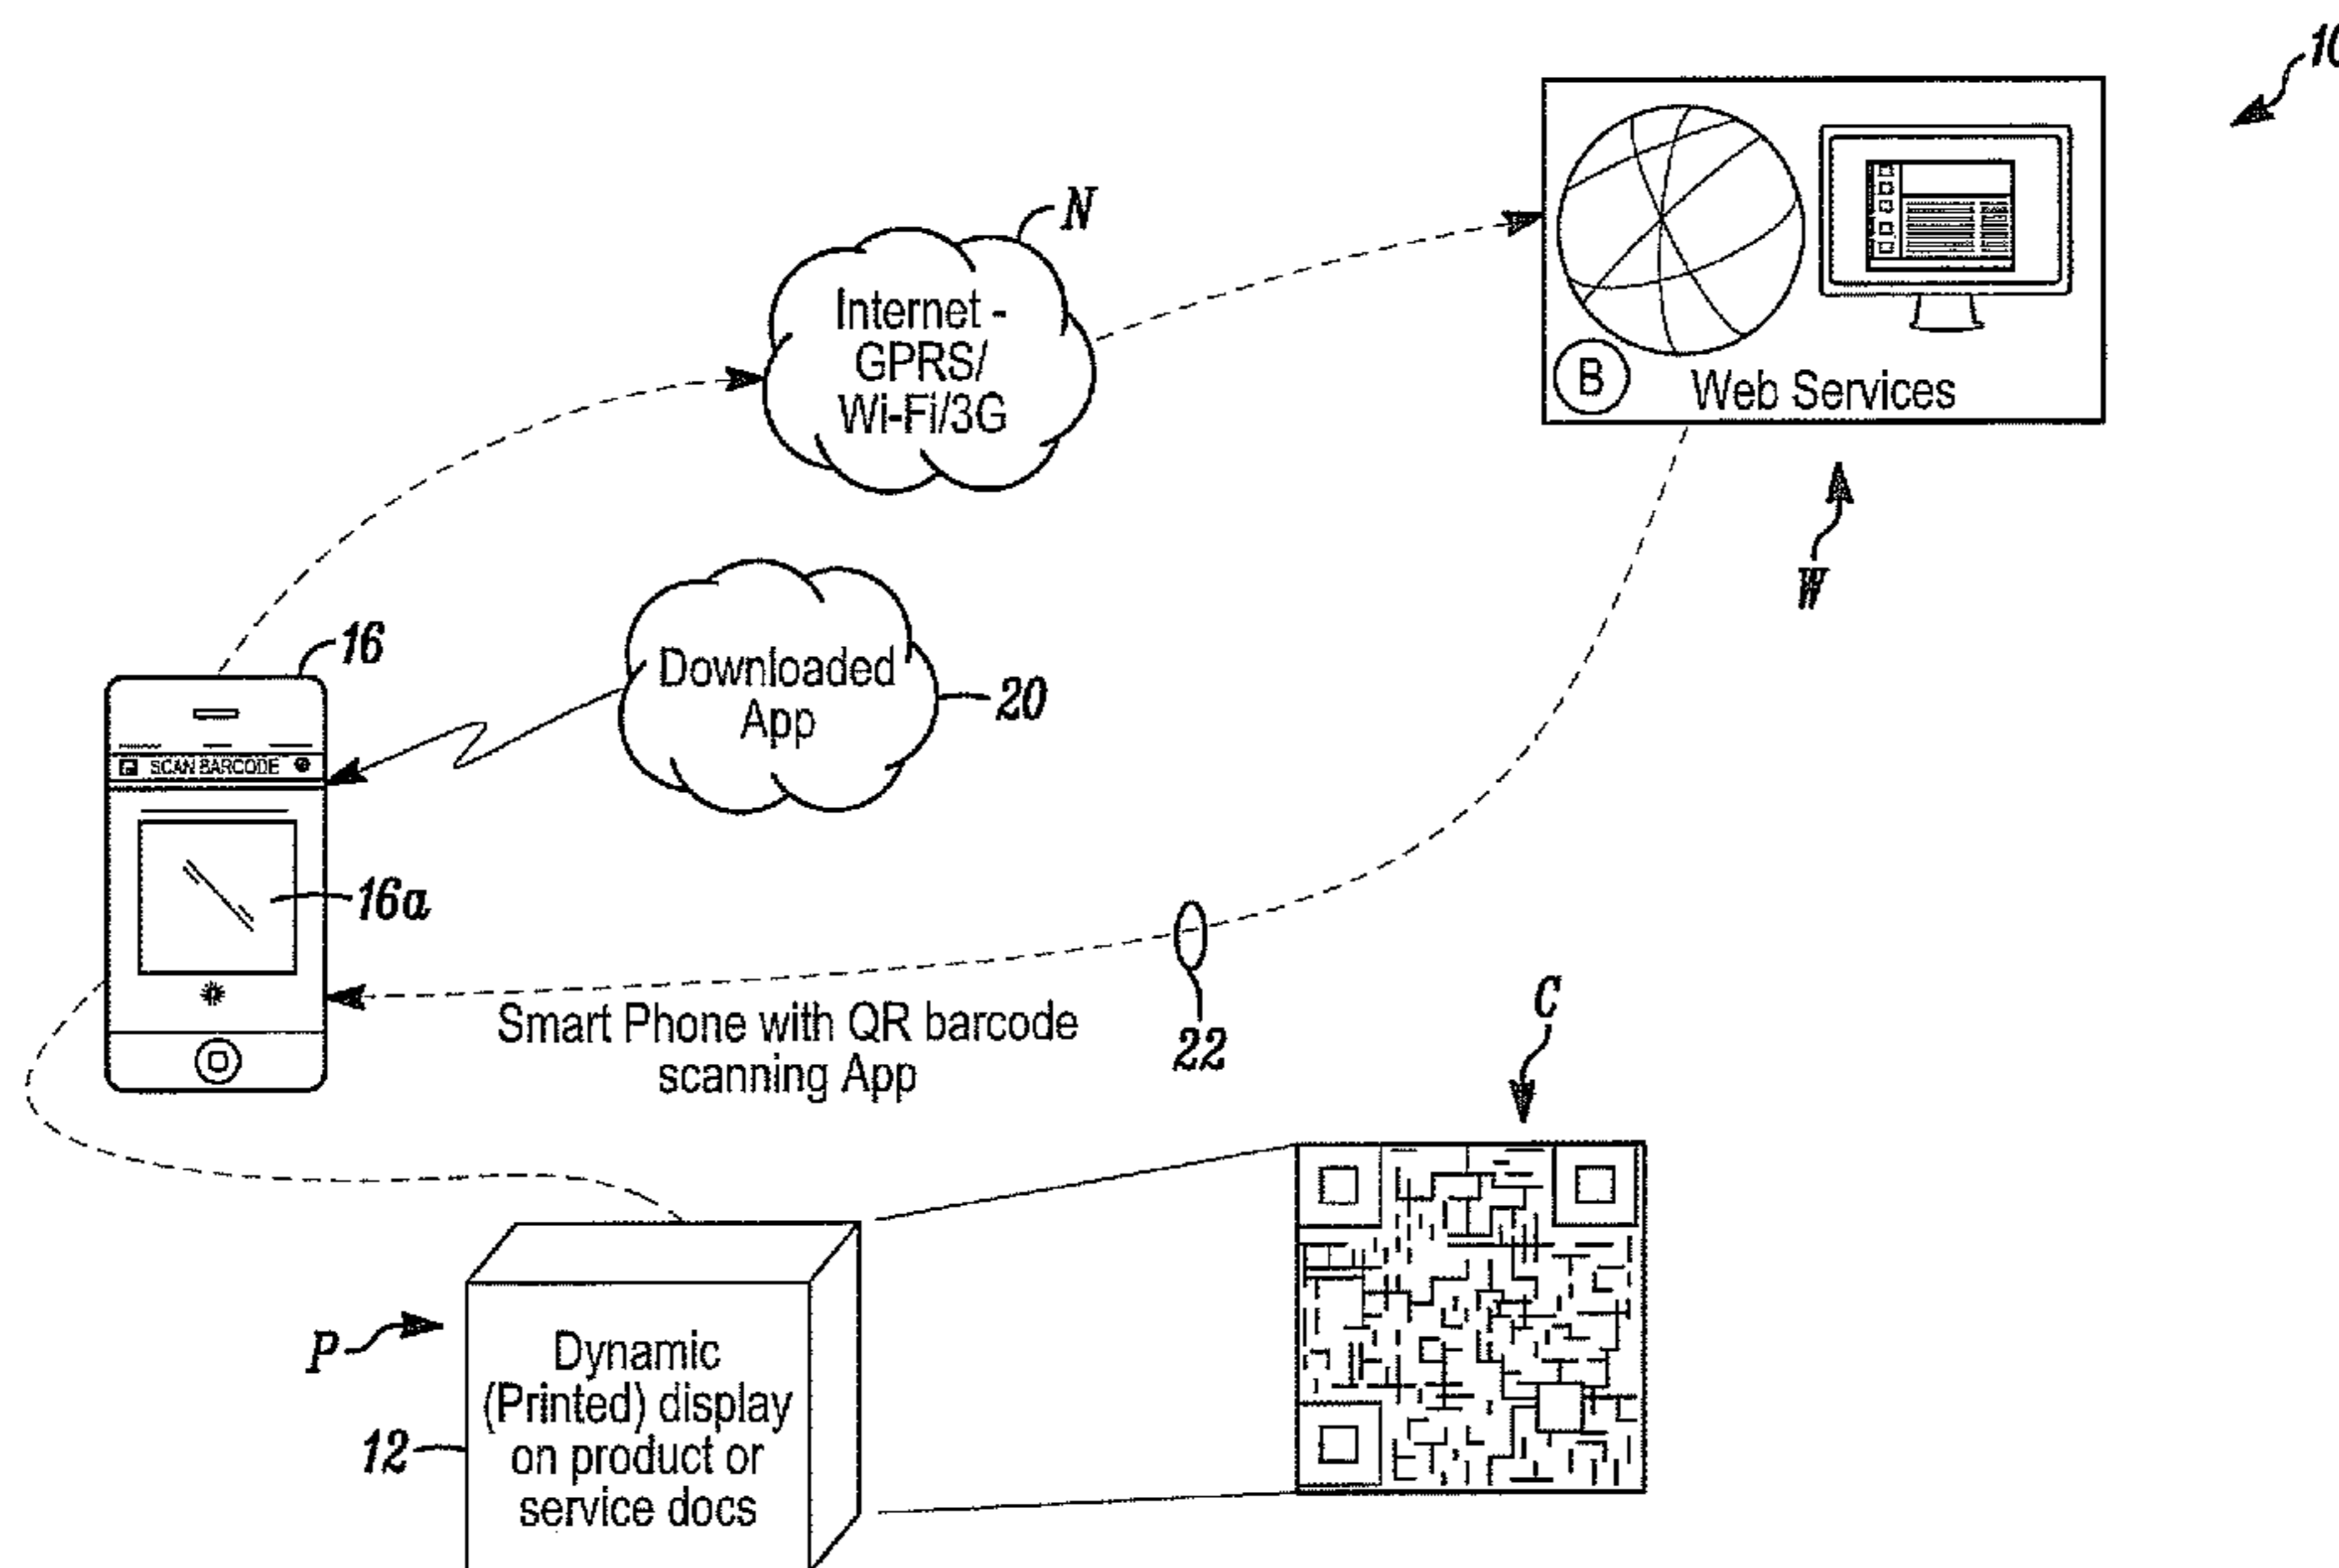 10
N
Internet -
GPRS/
Wi-Fi/3G
B
Web Services
W
16
Downloaded
App
20
SCAN BARCODE
16a
22
Smart Phone with QR barcode
scanning App
C
P
Dynamic
(Printed) display
on product or
service docs
12